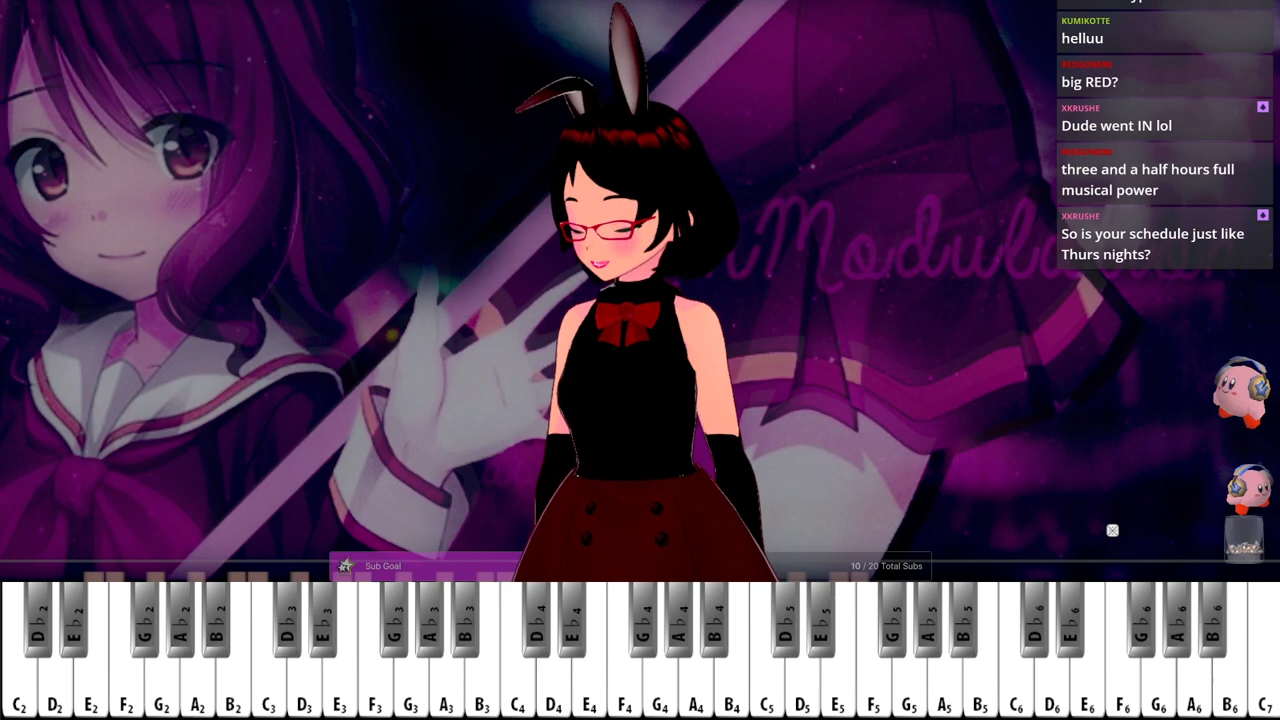 KUMIKOTTE
helluu
big RED?
XKRUSHE
Dude went IN lol
three and a half hours full
musical power
XKRUSHE
So is your schedule just like
Thurs nights?
Modul
Sub Goal
10 / 20 Total Subs
D♭2 E♭2 G♭2 A♭2 B♭2 D♭3 E♭3 G♭3 A♭3 B♭3 D♭4 E♭4 G♭4 A♭4 B♭4 D♭5 E♭5 G♭5 A♭5 B♭5 D♭6 E♭6 G♭6 A♭6 B♭6
C2 D2 E2 F2 G2 A2 B2 C3 D3 E3 F3 G3 A3 B3 C4 D4 E4 F4 G4 A4 B4 C5 D5 E5 F5 G5 A5 B5 C6 D6 E6 F6 G6 A6 B6 C7